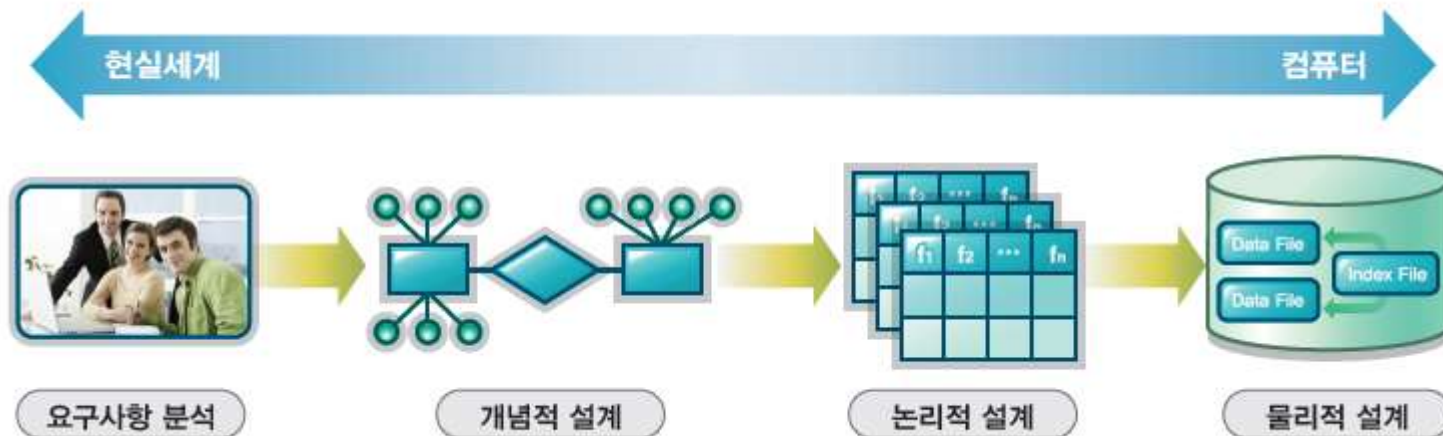 현실세계
컴퓨터
f₁ f₂ ... fₙ
Data File
Index File
Data File
요구사항 분석
개념적 설계
논리적 설계
물리적 설계